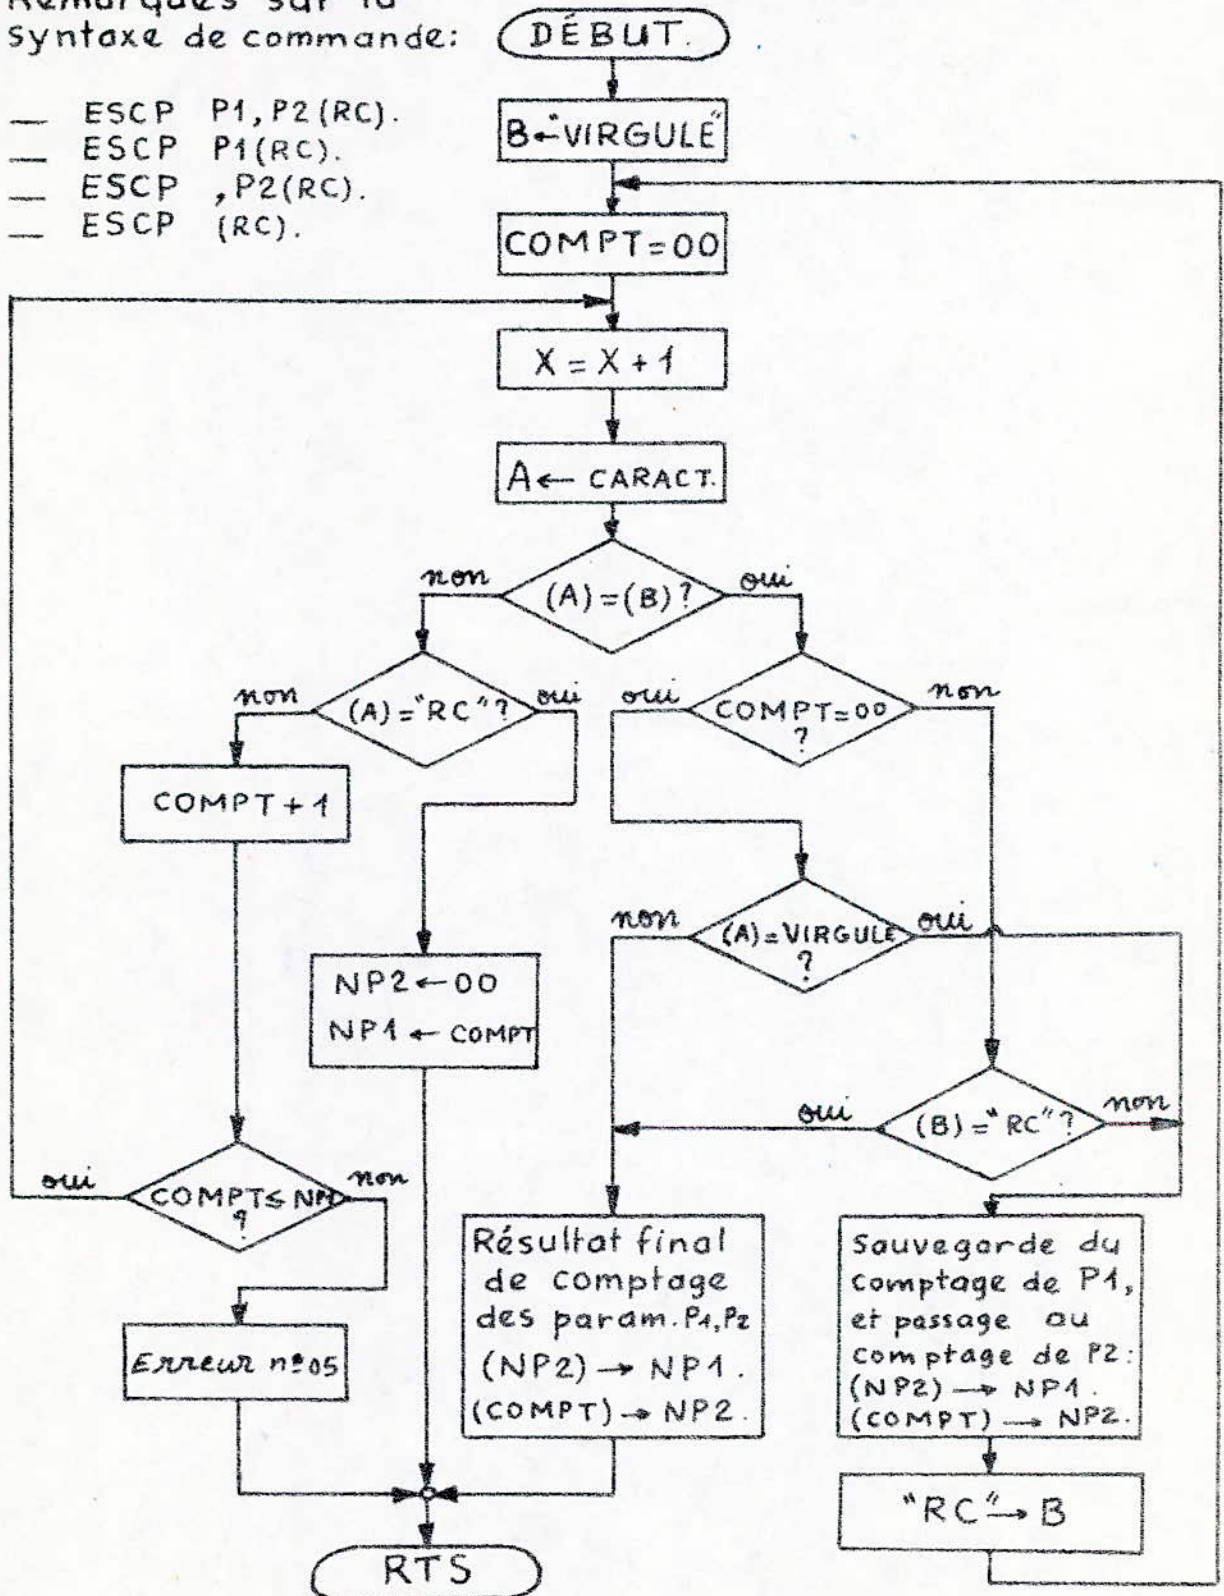 Remarques sur la
Syntaxe de commande:
— ESCP P1,P2(RC).
— ESCP P1(RC).
— ESCP ,P2(RC).
— ESCP (RC).
DÉBUT.
B←"VIRGULE"
COMPT=00
X = X + 1
A← CARACT.
non
(A)=(B)?
oui
non
(A)="RC"?
oui
oui
COMPT=00
?
non
COMPT+1
non
(A)=VIRGULE
?
oui
NP2←00
NP1 ← COMPT
oui
(B)="RC"?
non
oui
COMPT≤NM
?
non
Résultat final
de comptage
des param. P1,P2
(NP2) → NP1.
(COMPT) → NP2.
Sauvegarde du
comptage de P1,
et passage au
comptage de P2:
(NP2) → NP1.
(COMPT) → NP2.
Erreur n°05
"RC"→ B
RTS